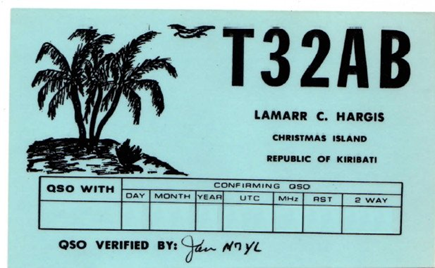 T32AB
LAMARR C. HARGIS
CHRISTMAS ISLAND
REPUBLIC OF KIRIBATI
QSO WITH
CONFIRMING QSO
DAY MONTH YEAR UTC MHz RST 2 WAY
QSO VERIFIED BY: Jan N7YL